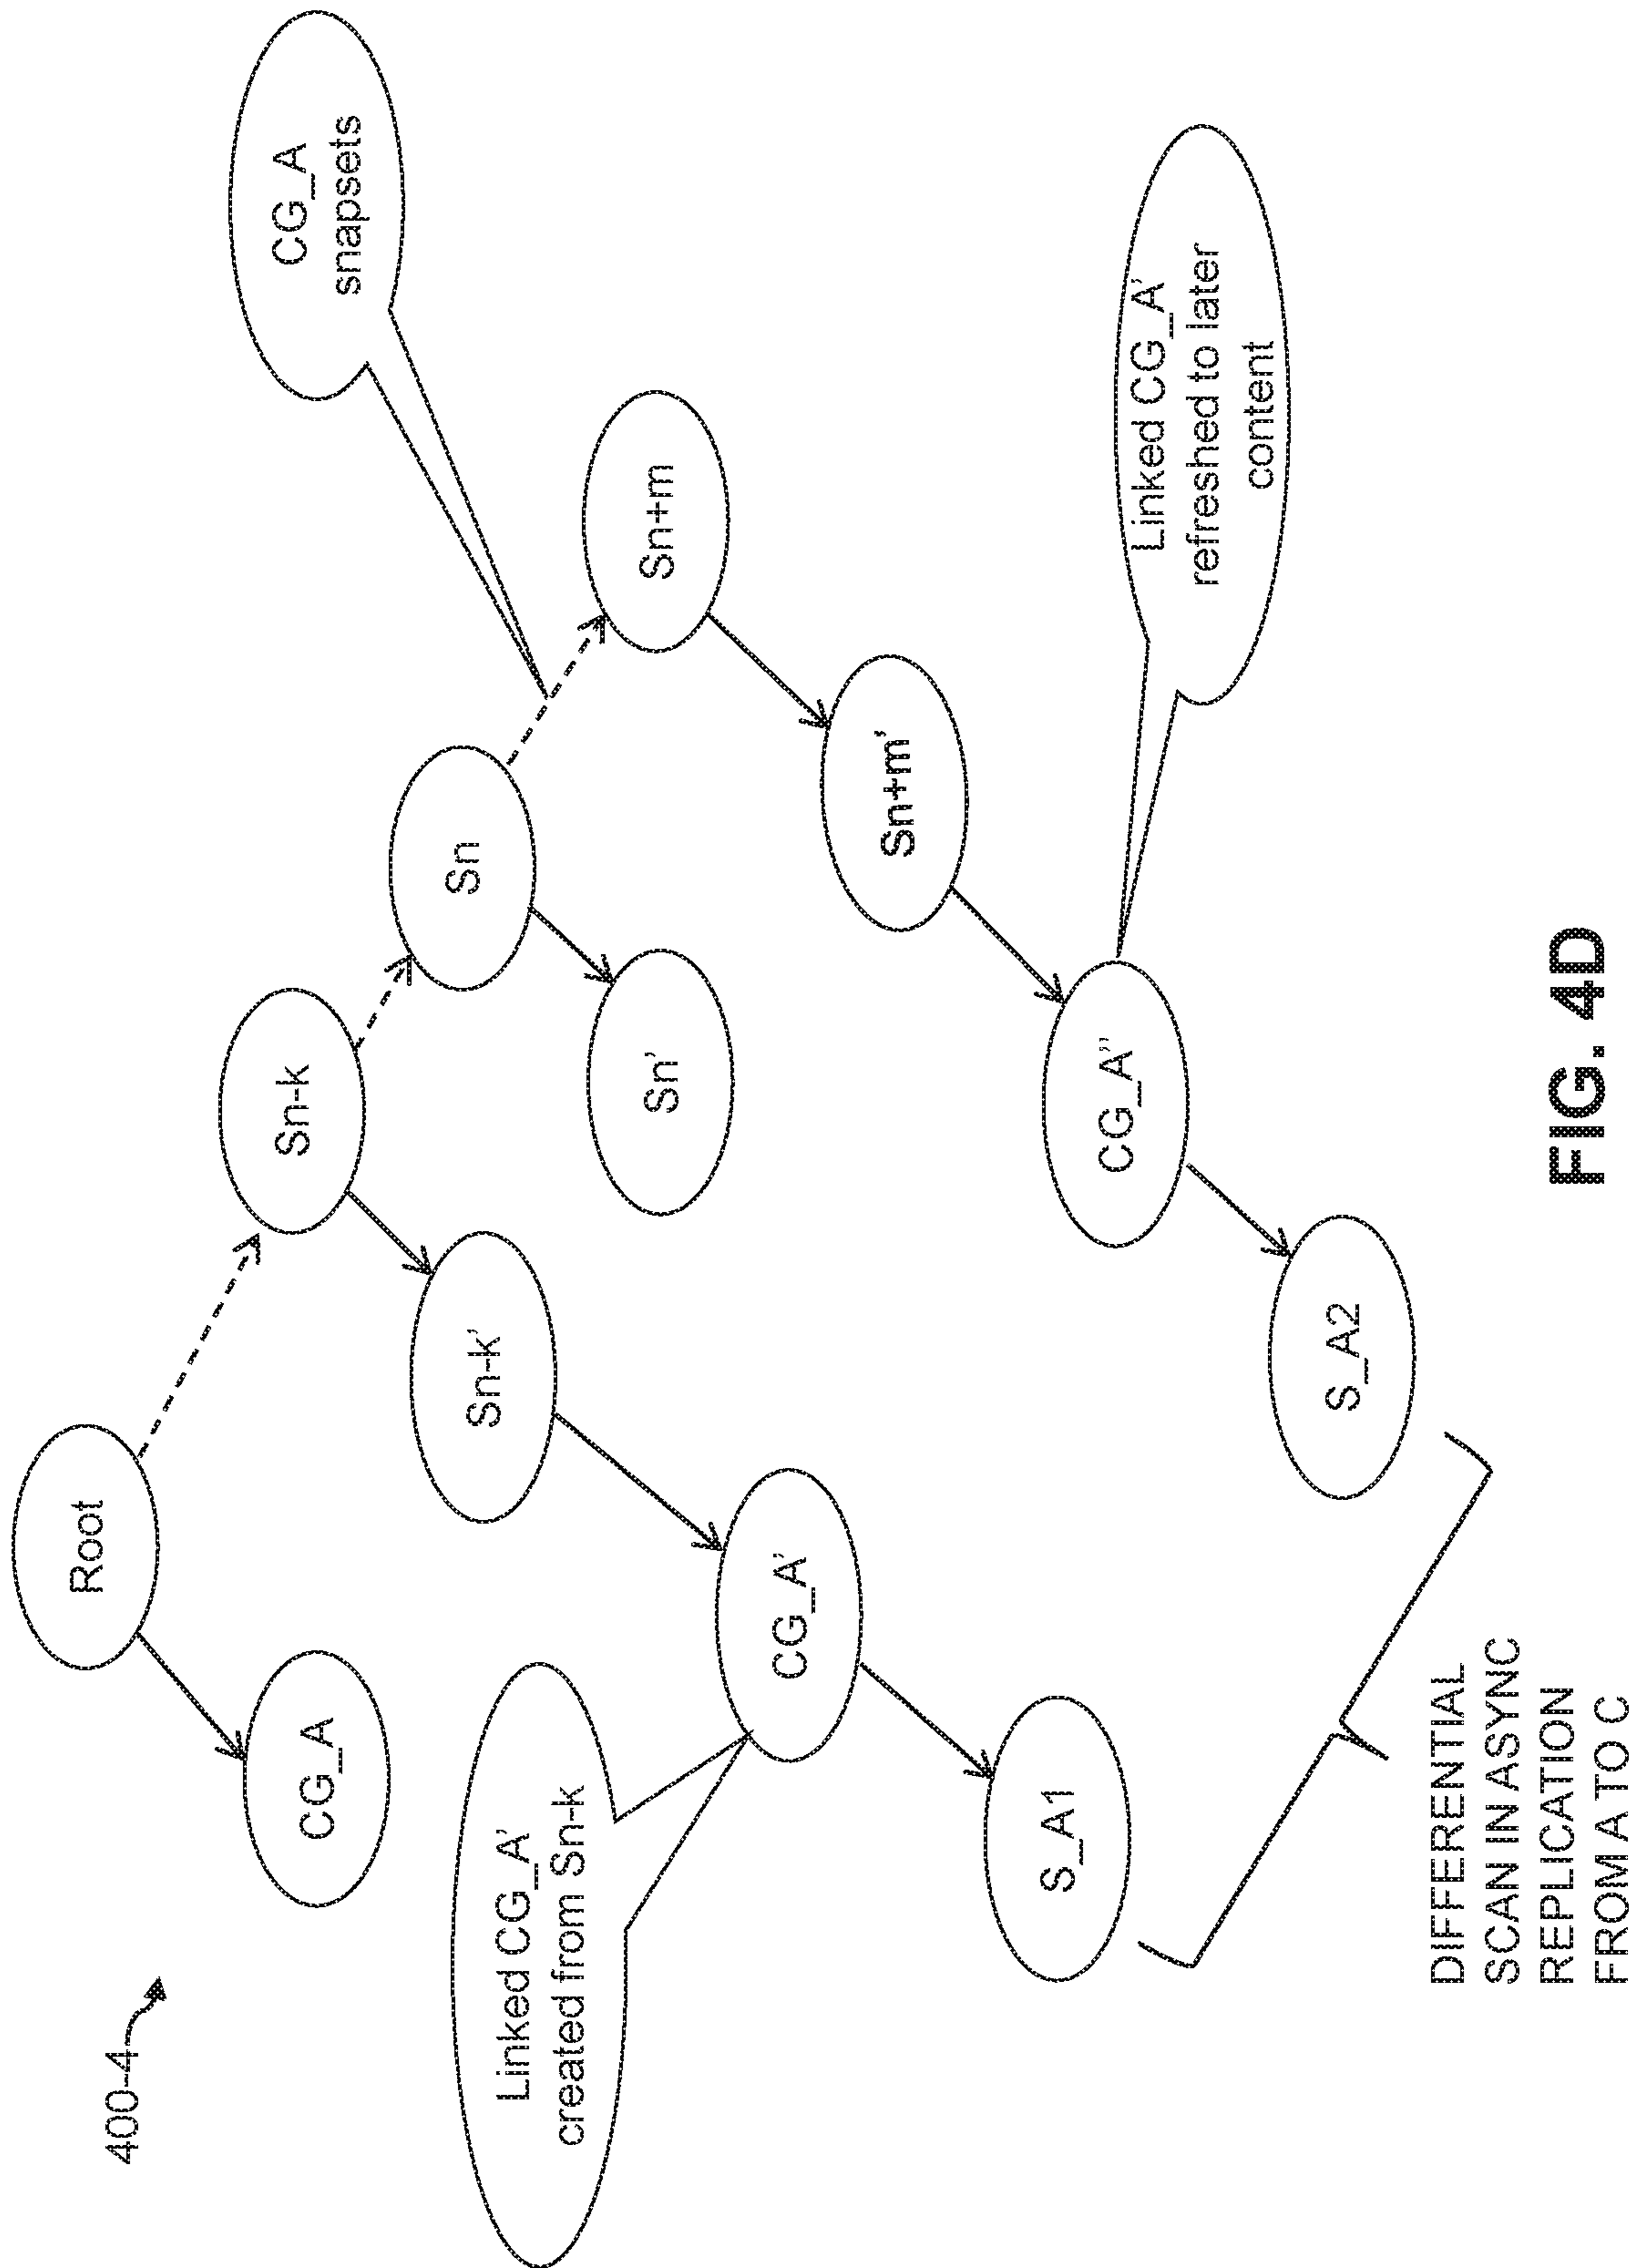 400-4
Root
CG_A
Sn-k
CG_A
snapsets
Sn-k'
Sn
Linked CG_A'
created from Sn-k
CG_A'
Sn'
Sn+m
Sn+m'
S_A1
CG_A''
Linked CG_A'
refreshed to later
content
S_A2
DIFFERENTIAL
SCAN IN ASYNC
REPLICATION
FROM A TO C
FIG. 4D